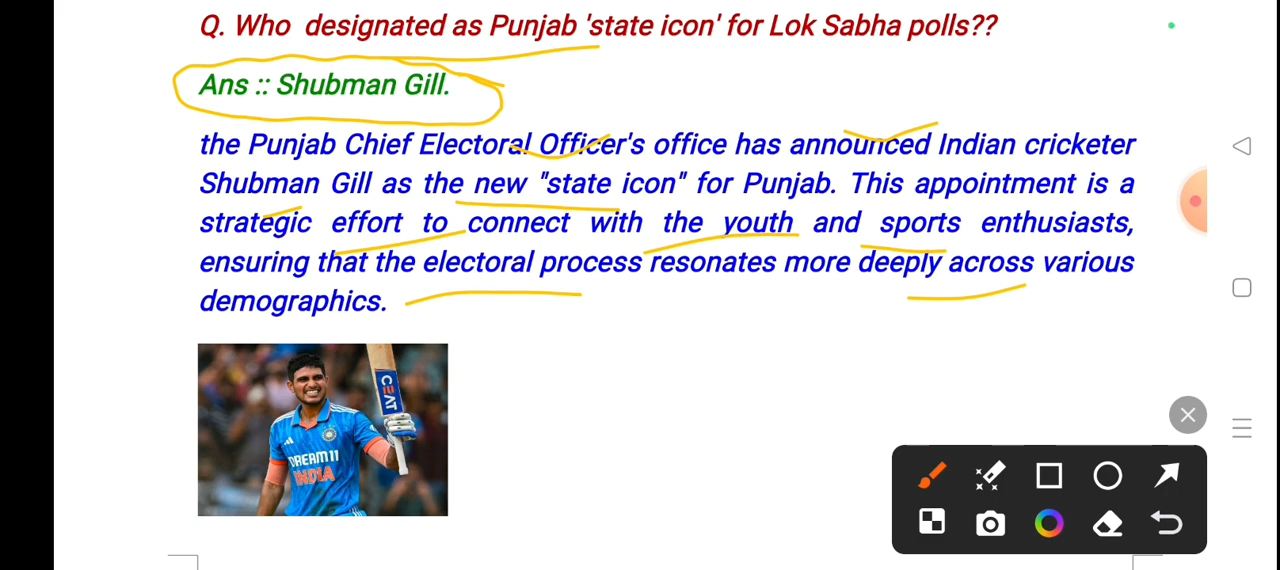 Q. Who designated as Punjab 'state icon' for Lok Sabha polls??
Ans :: Shubman Gill.
the Punjab Chief Electoral Officer's office has announced Indian cricketer
Shubman Gill as the new "state icon" for Punjab. This appointment is a
strategic effort to connect with the youth and sports enthusiasts,
ensuring that the electoral process resonates more deeply across various
demographics.
CEAT
DREAM11
INDIA